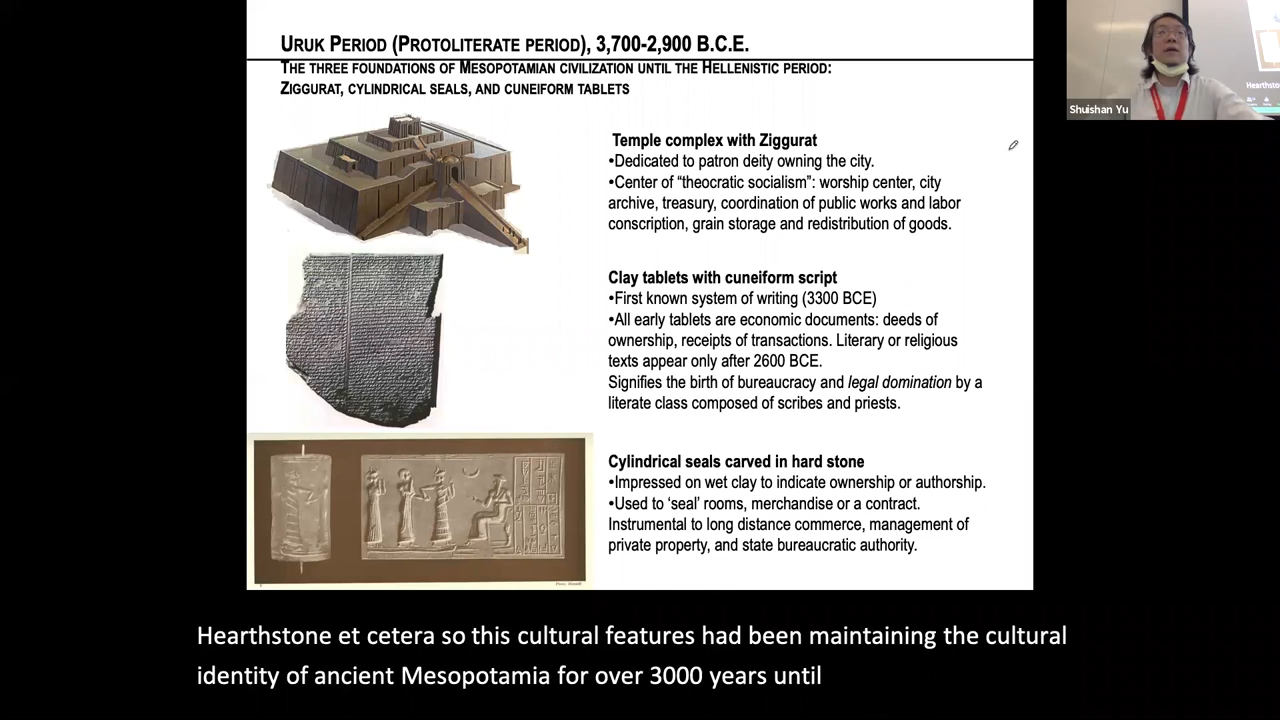 URUK PERIOD (PROTOLITERATE PERIOD), 3,700-2,900 B.C.E.
THE THREE FOUNDATIONS OF MESOPOTAMIAN CIVILIZATION UNTIL THE HELLENISTIC PERIOD:
ZIGGURAT, CYLINDRICAL SEALS, AND CUNEIFORM TABLETS
Temple complex with Ziggurat
•Dedicated to patron deity owning the city.
•Center of “theocratic socialism”: worship center, city
archive, treasury, coordination of public works and labor
conscription, grain storage and redistribution of goods.
Clay tablets with cuneiform script
•First known system of writing (3300 BCE)
•All early tablets are economic documents: deeds of
ownership, receipts of transactions. Literary or religious
texts appear only after 2600 BCE.
Signifies the birth of bureaucracy and legal domination by a
literate class composed of scribes and priests.
Cylindrical seals carved in hard stone
•Impressed on wet clay to indicate ownership or authorship.
•Used to ‘seal’ rooms, merchandise or a contract.
Instrumental to long distance commerce, management of
private property, and state bureaucratic authority.
Shuishan Yu
Hearthstone et cetera so this cultural features had been maintaining the cultural
identity of ancient Mesopotamia for over 3000 years until